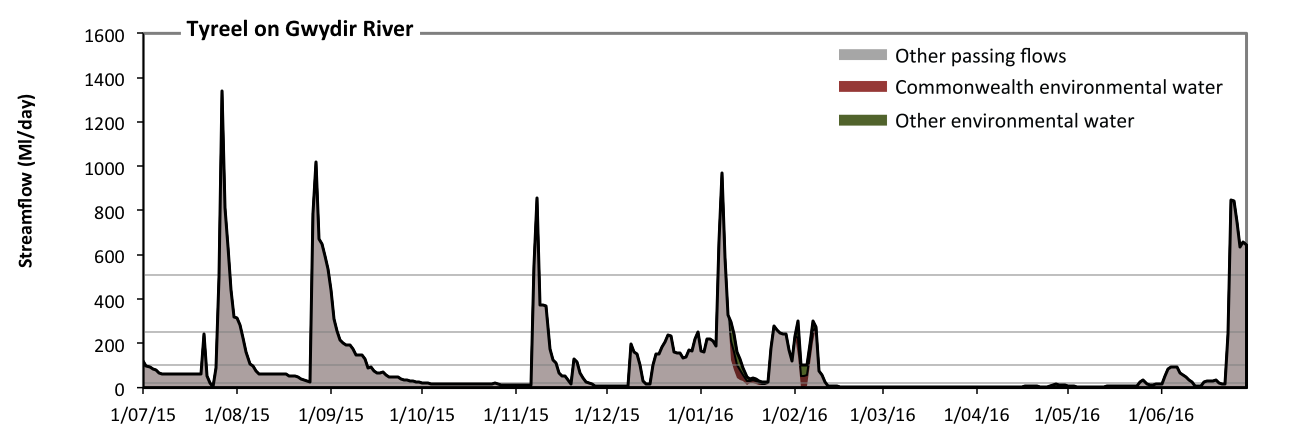 Tyreel on Gwydir River
Streamflow (Ml/day)
1600
1400
1200
1000
800
600
400
200
0
Other passing flows
Commonwealth environmental water
Other environmental water
1/07/15 1/08/15 1/09/15 1/10/15 1/11/15 1/12/15 1/01/16 1/02/16 1/03/16 1/04/16 1/05/16 1/06/16